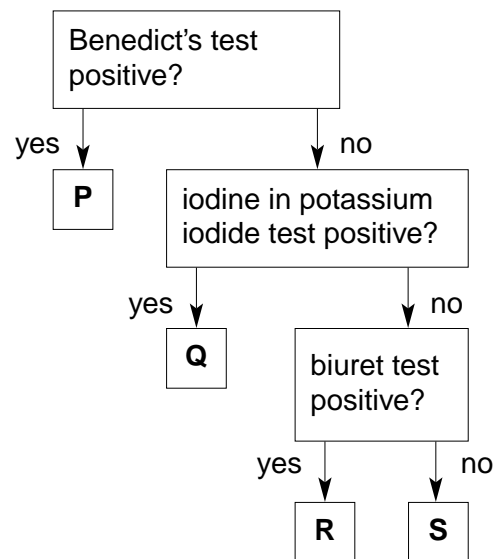 Benedict's test
positive?
yes
no
P
iodine in potassium
iodide test positive?
yes
no
Q
biuret test
positive?
yes
no
R
S